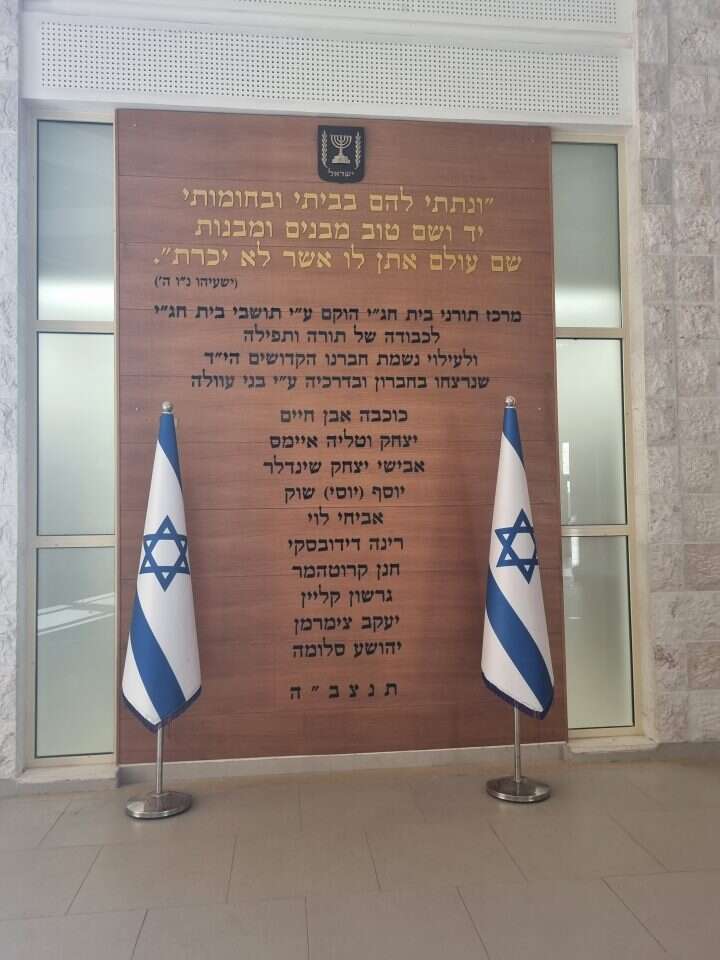 ישראל
״ונתתי להם בביתי ובחומותי
יד ושם טוב מבנים ומבנות
שם עולם אתן לו אשר לא יכרת״.
(ישעיהו נ״ו ה׳)
מרכז תורני בית חג״י הוקם ע״י תושבי בית חג״י
לכבודה של תורה ותפילה
ולעילוי נשמת חברנו הקדושים הי״ד
שנרצחו בחברון ובדרכיה ע״י בני עוולה
כוכבה אבן חיים
יצחק וטליה איימס
אבישי יצחק שינדלר
יוסף (יוסי) שוק
אביחי לוי
רינה דידובסקי
חנן קרוטהמר
גרשון קליין
יעקב צימרמן
יהושע סלומה
תנצב״ה